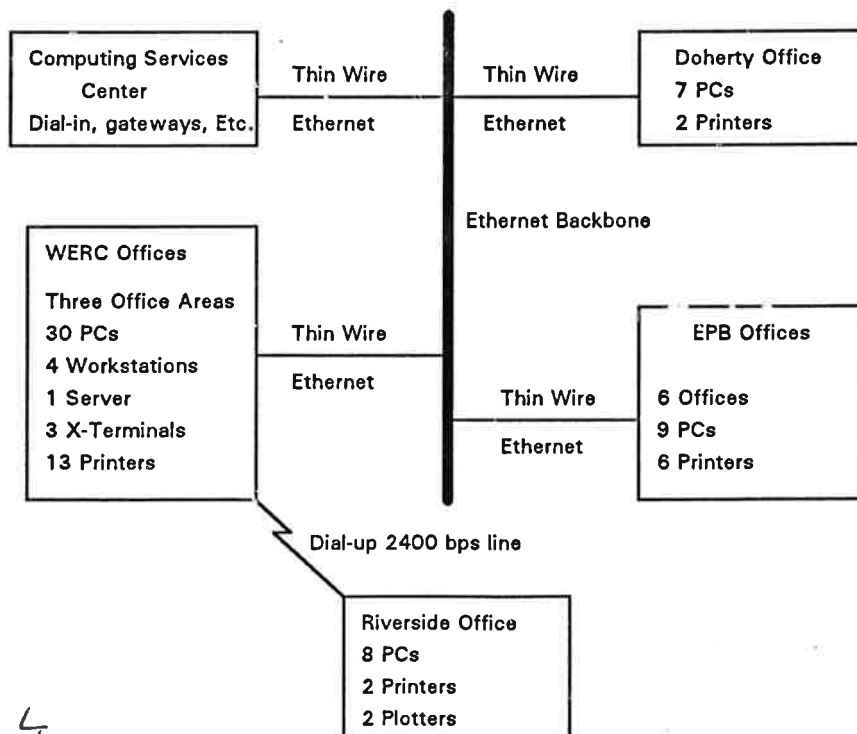 Computing Services
Center
Dial-in, gateways, Etc.
Thin Wire
Ethernet
Thin Wire
Ethernet
Doherty Office
7 PCs
2 Printers
Ethernet Backbone
WERC Offices
Three Office Areas
30 PCs
4 Workstations
1 Server
3 X-Terminals
13 Printers
Thin Wire
Ethernet
Thin Wire
Ethernet
EPB Offices
6 Offices
9 PCs
6 Printers
Dial-up 2400 bps line
Riverside Office
8 PCs
2 Printers
2 Plotters